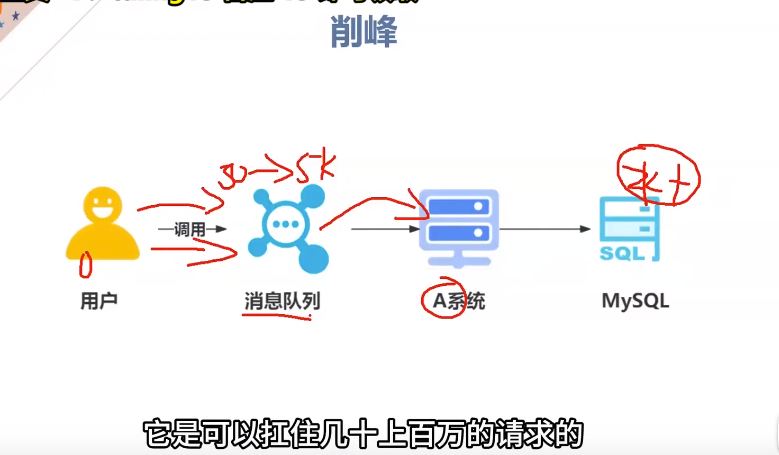 削峰
50→5K
2k+
调用
SQL
用户
消息队列
A系统
MySQL
它是可以扛住几十上百万的请求的